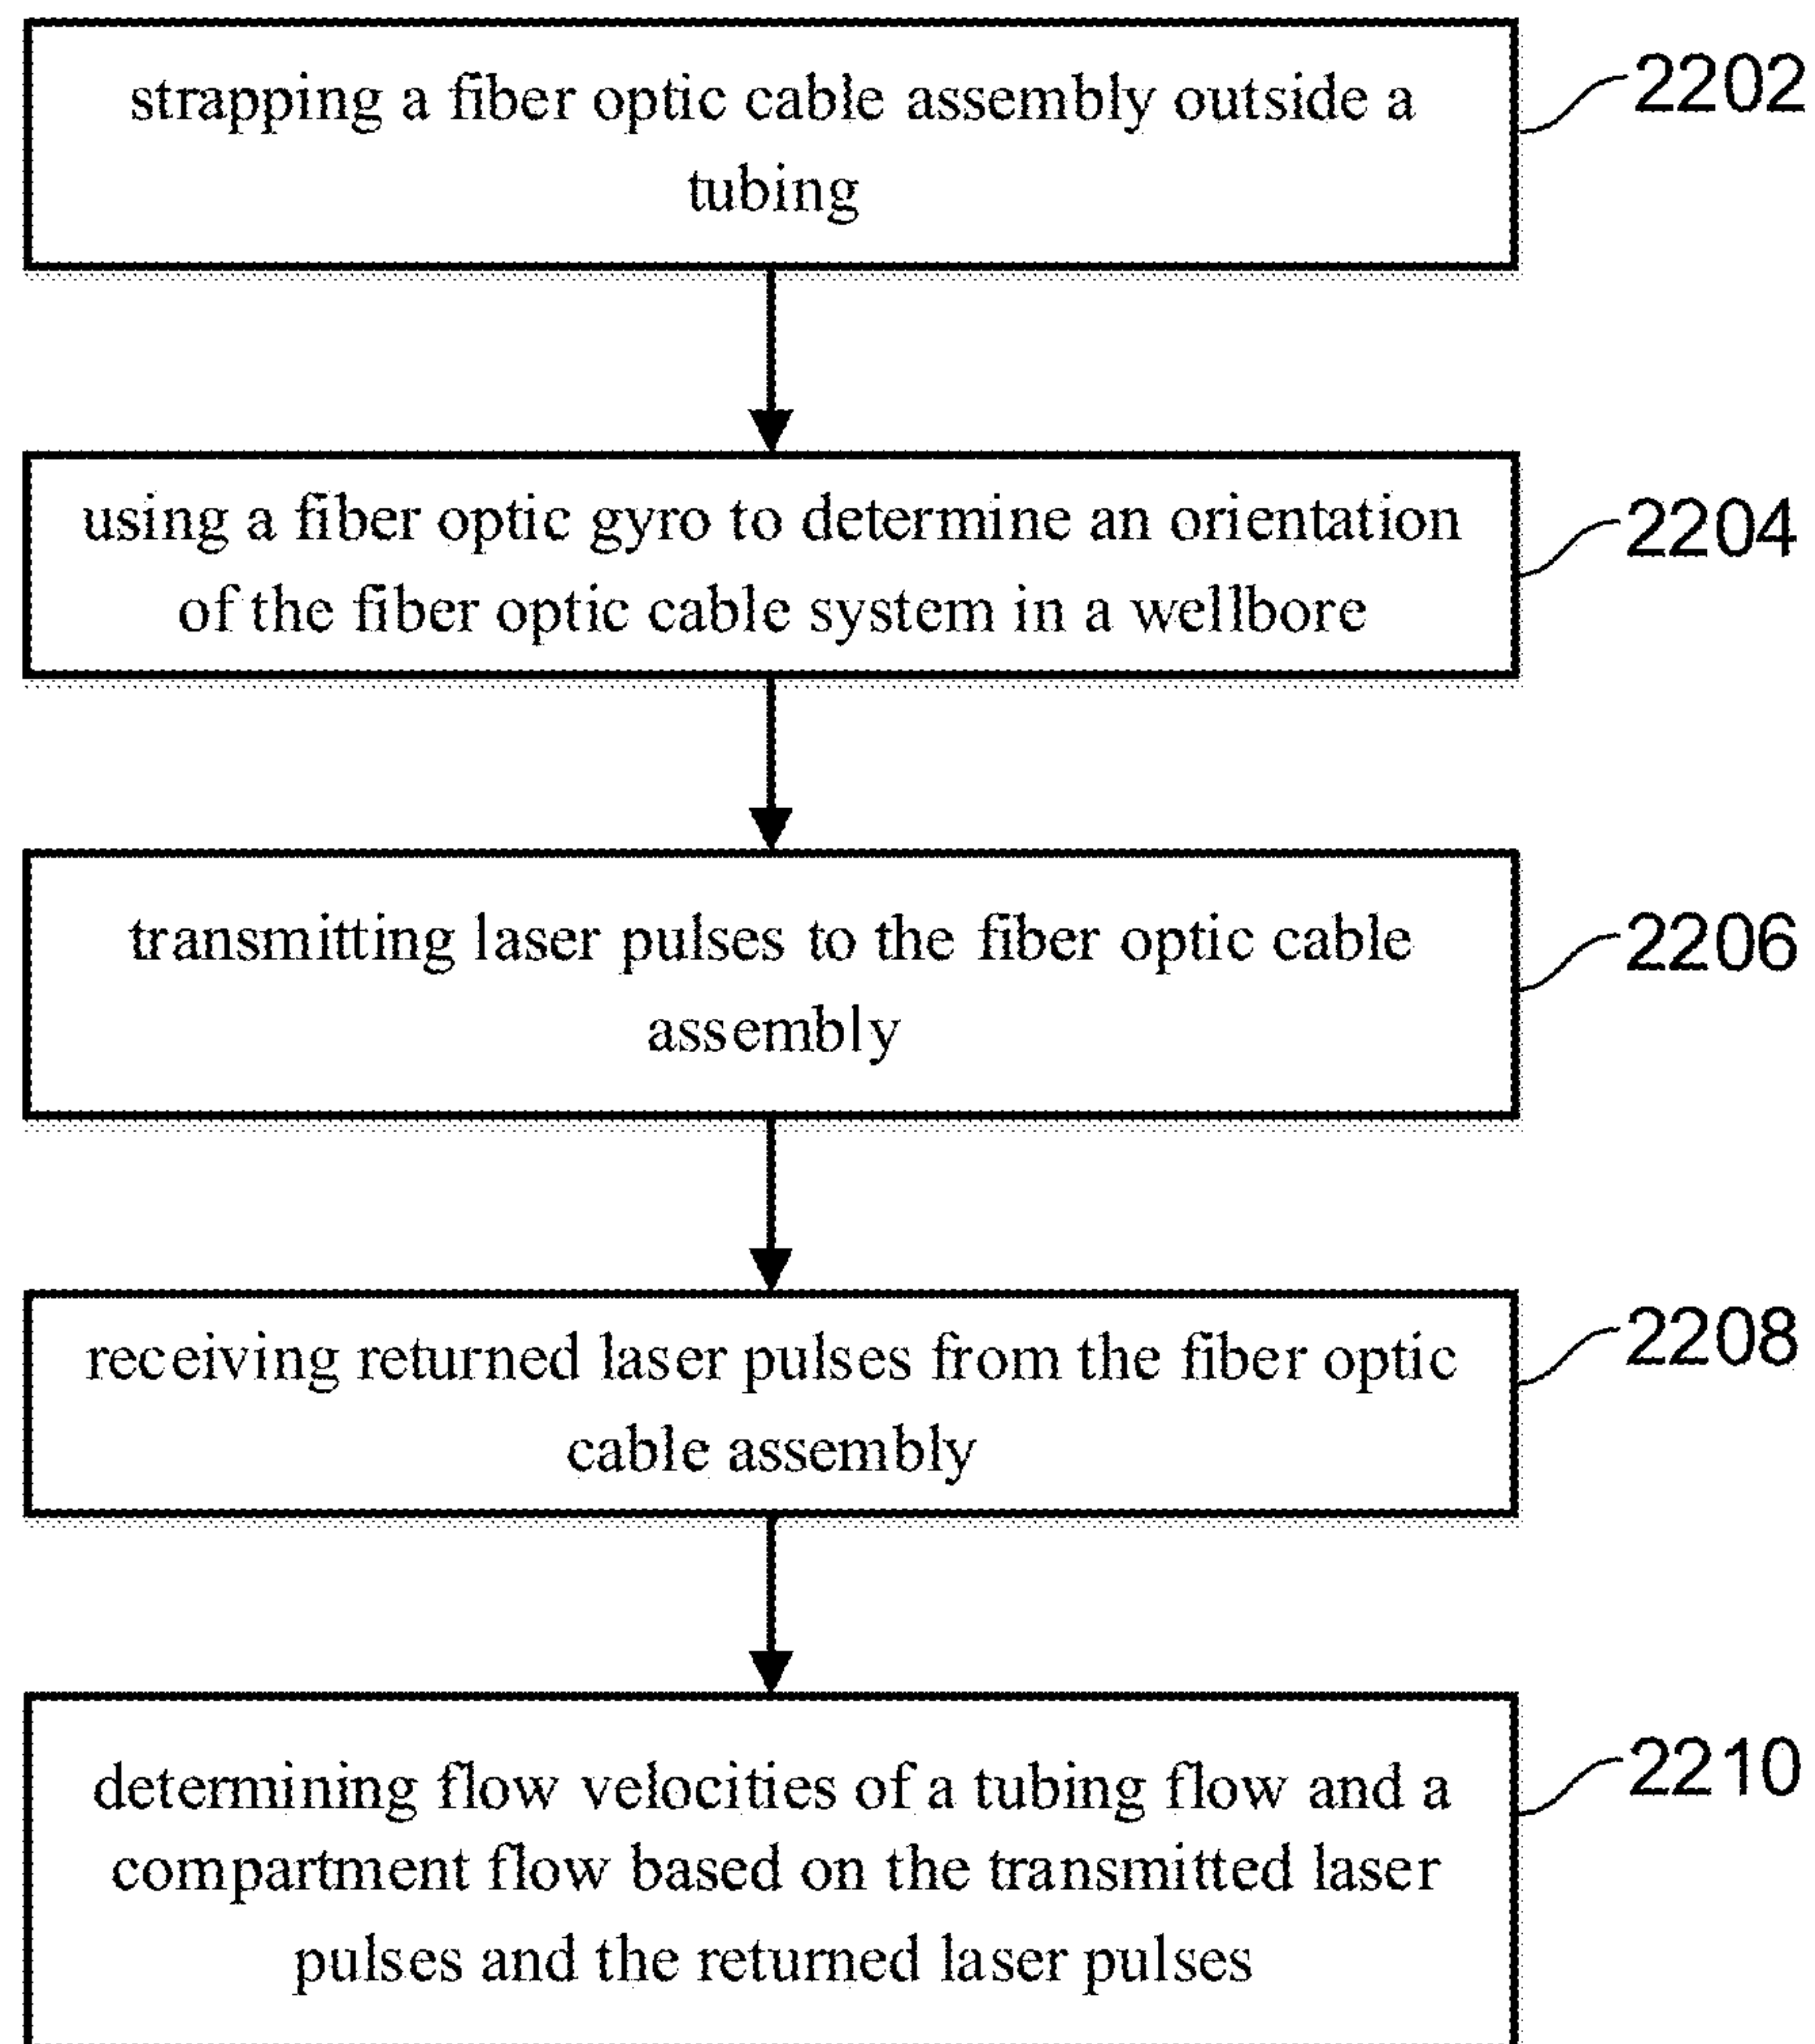 strapping a fiber optic cable assembly outside a
tubing
2202
using a fiber optic gyro to determine an orientation
of the fiber optic cable system in a wellbore
2204
transmitting laser pulses to the fiber optic cable
assembly
2206
receiving returned laser pulses from the fiber optic
cable assembly
2208
determining flow velocities of a tubing flow and a
compartment flow based on the transmitted laser
pulses and the returned laser pulses
2210